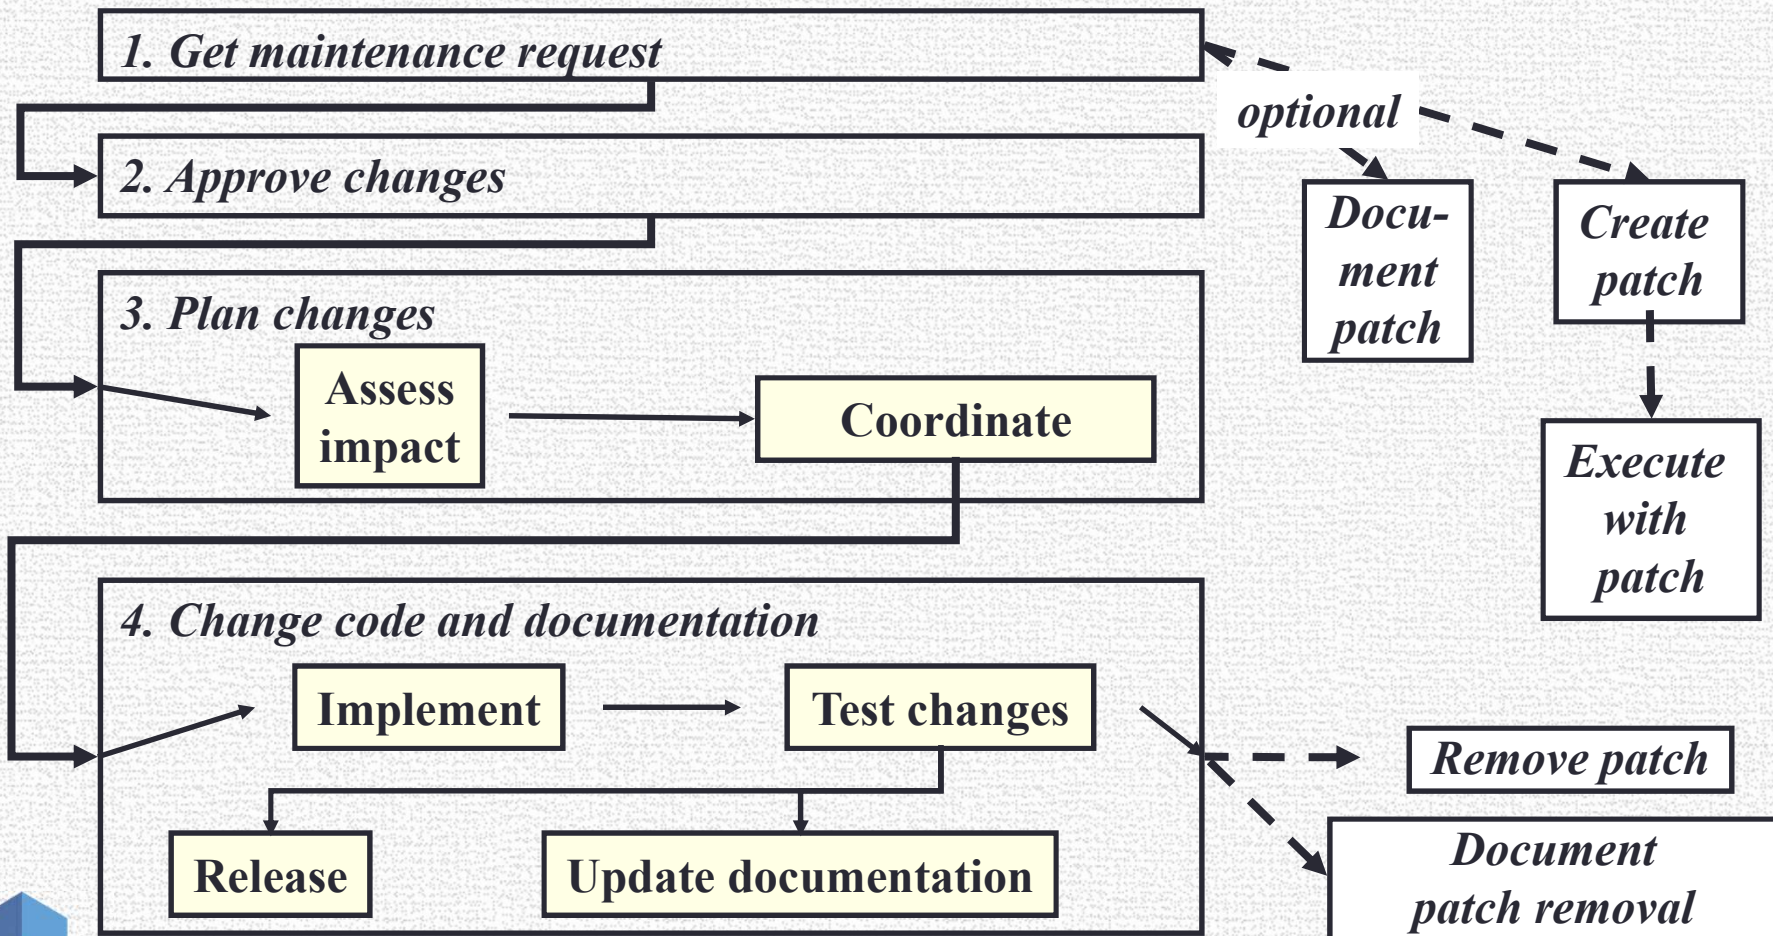 1. Get maintenance request
optional
2. Approve changes
Docu-
ment
patch
Create
patch
3. Plan changes
Assess
impact
Coordinate
Execute
with
patch
4. Change code and documentation
Implement
Test changes
Remove patch
Release
Update documentation
Document
patch removal